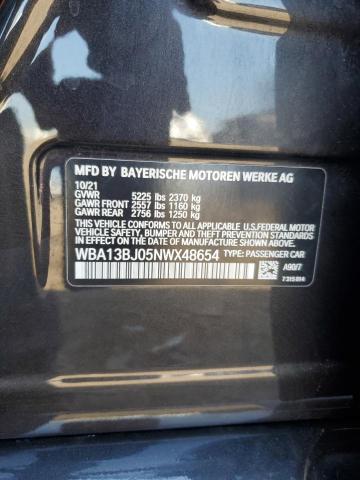 MFD BY BAYERISCHE MOTOREN WERKE AG
10/21
GVWR 5225 lbs 2370 kg
GAWR FRONT 2557 lbs 1160 kg
GAWR REAR 2756 lbs 1250 kg
THIS VEHICLE CONFORMS TO ALL APPLICABLE U.S.FEDERAL MOTOR
VEHICLE SAFETY, BUMPER, AND THEFT PREVENTION STANDARDS
IN EFFECT ON THE DATE OF MANUFACTURE SHOWN ABOVE.
WBA13BJ05NWX48654 TYPE: PASSENGER CAR
A90/7